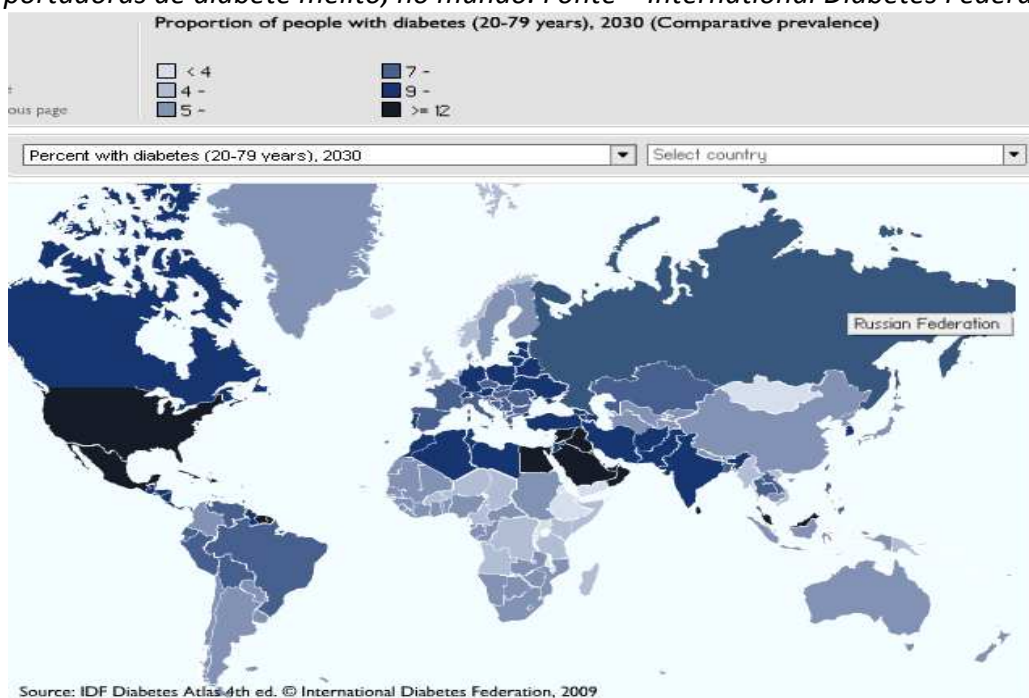 portadoras de diabete melito, no mundo. Fonte – International Diabetes Federa
Proportion of people with diabetes (20-79 years), 2030 (Comparative prevalence)
< 4
7 -
4 -
9 -
ous page
5 -
>= 12
Percent with diabetes (20-79 years), 2030
Select country
Russian Federation
Source: IDF Diabetes Atlas 4th ed. © International Diabetes Federation, 2009